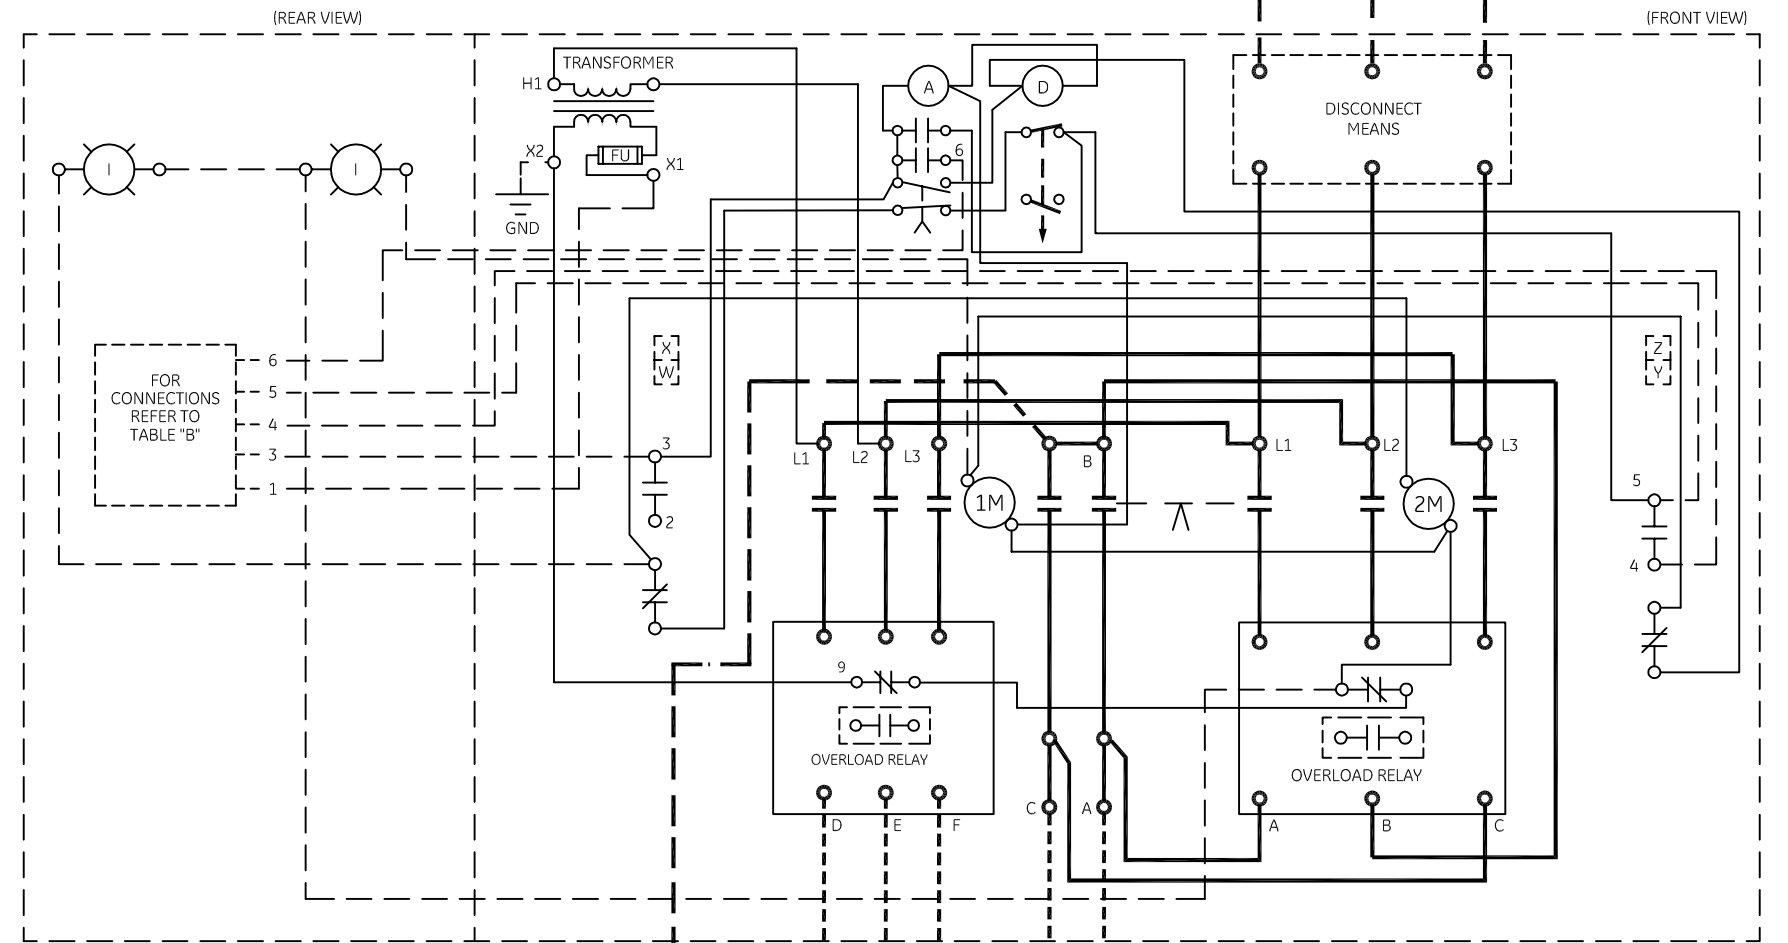 (REAR VIEW)
(FRONT VIEW)
TRANSFORMER
H1
A
D
DISCONNECT
MEANS
X2
FU
X1
6
I
I
GND
6
5
4
3
1
FOR
CONNECTIONS
REFER TO
TABLE "B"
X
W
Z
Y
3
2
L1
L2
L3
B
L1
L2
L3
1M
2M
5
4
9
OVERLOAD RELAY
OVERLOAD RELAY
C
A
D
E
F
A
B
C